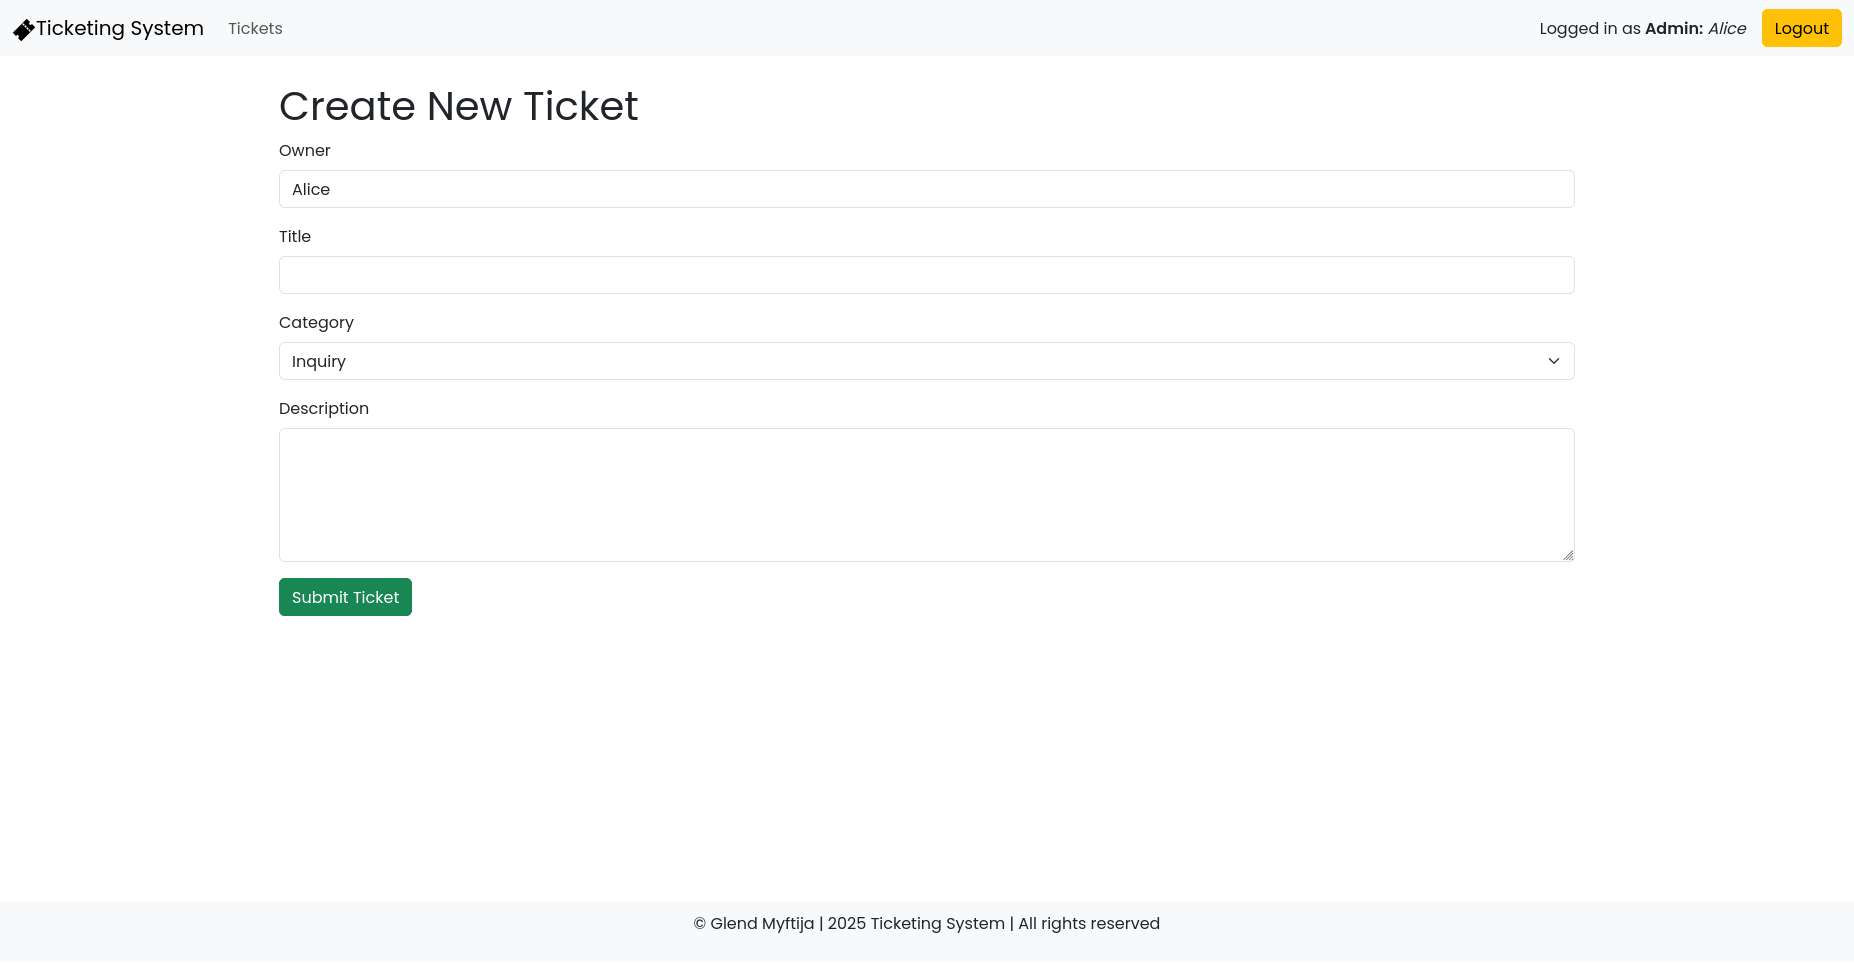 Ticketing System Tickets Logged in as Admin: Alice Logout
Create New Ticket
Owner
Alice
Title
Category
Inquiry
Description
Submit Ticket
© Glend Myftija | 2025 Ticketing System | All rights reserved